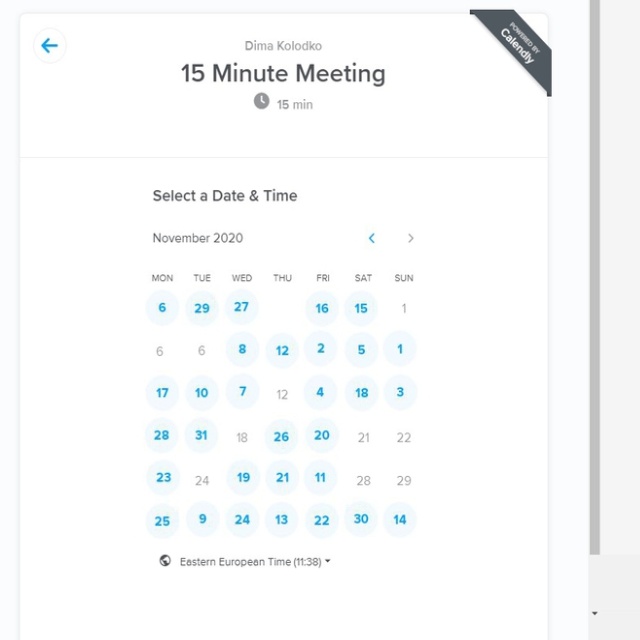 Dima Kolodko
POWERED BY
Calendly
15 Minute Meeting
15 min
Select a Date & Time
November 2020
MON TUE WED THU FRI SAT SUN
6 29 27 16 15 1
6 6 8 12 2 5 1
17 10 7 12 4 18 3
28 31 18 26 20 21 22
23 24 19 21 11 28 29
25 9 24 13 22 30 14
Eastern European Time (11:38)